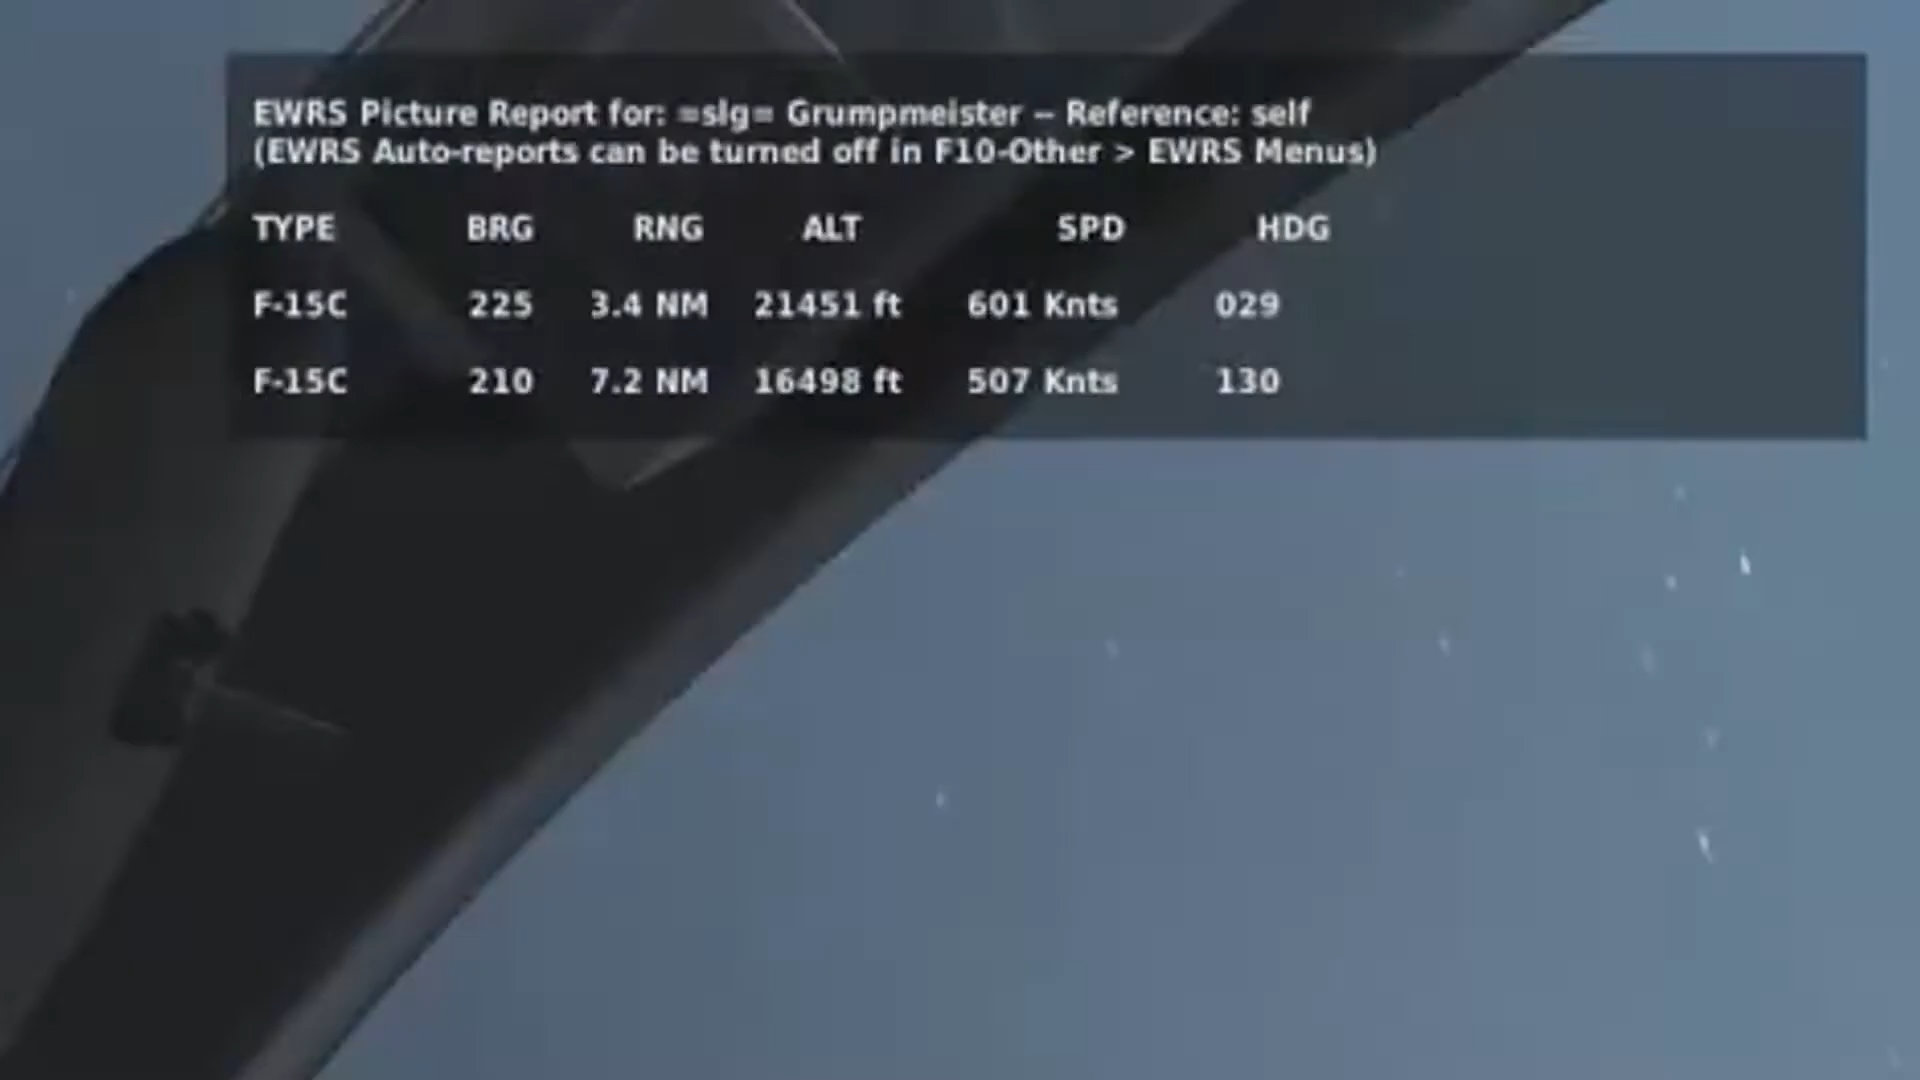 EWRS Picture Report for: =slg= Grumpmeister -- Reference: self
(EWRS Auto-reports can be turned off in F10-Other > EWRS Menus)
TYPE BRG RNG ALT SPD HDG
F-15C 225 3.4 NM 21451 ft 601 Knts 029
F-15C 210 7.2 NM 16498 ft 507 Knts 130